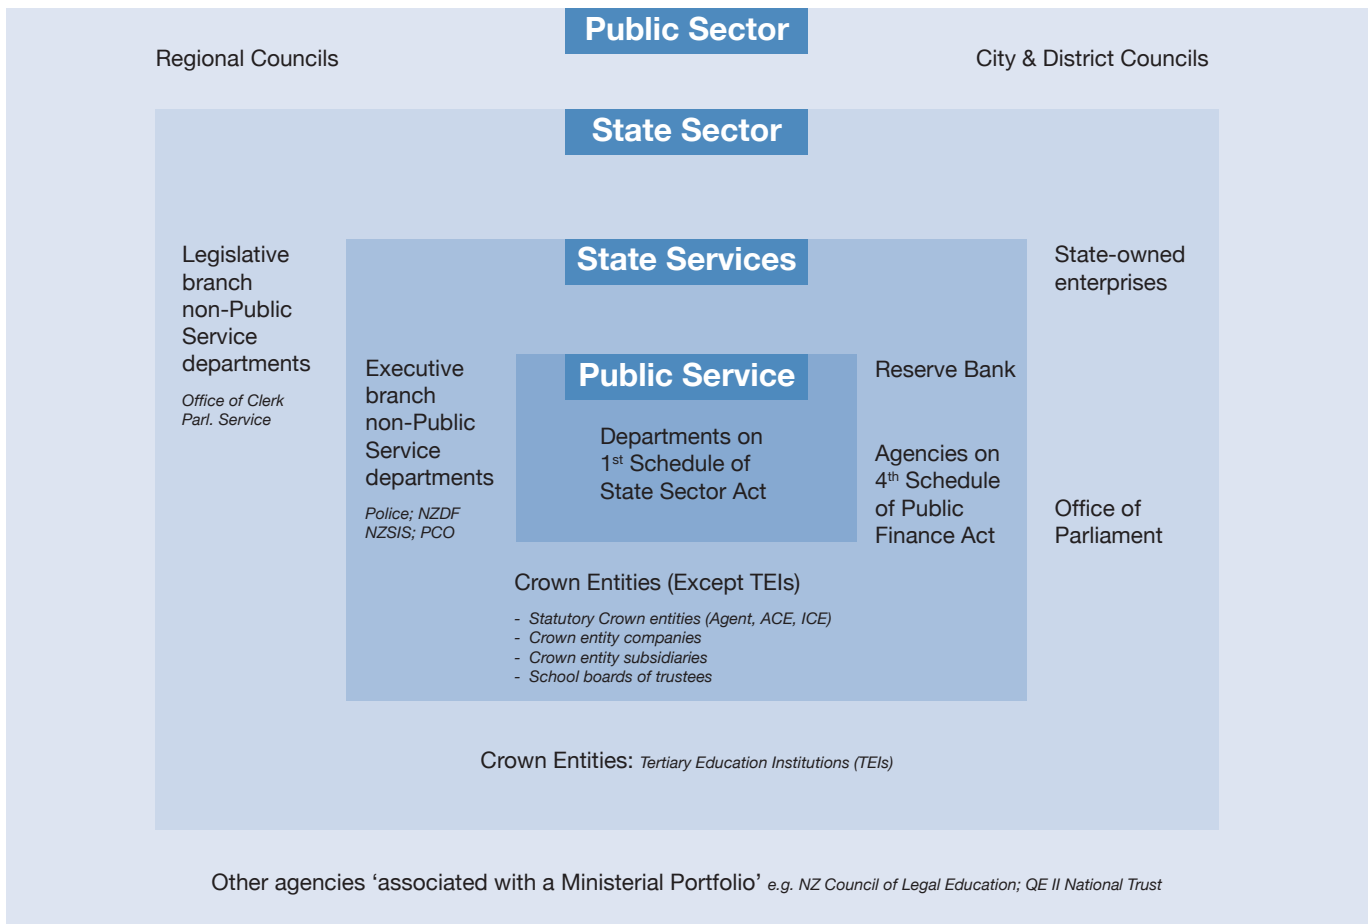 Public Sector
Regional Councils
City & District Councils
State Sector
Legislative
branch
non-Public
Service
departments
Office of Clerk
Parl. Service
State Services
State-owned
enterprises
Executive
branch
non-Public
Service
departments
Police; NZDF
NZSIS; PCO
Public Service
Departments on
1st Schedule of
State Sector Act
Reserve Bank
Agencies on
4th Schedule
of Public
Finance Act
Office of
Parliament
Crown Entities (Except TEIs)
- Statutory Crown entities (Agent, ACE, ICE)
- Crown entity companies
- Crown entity subsidiaries
- School boards of trustees
Crown Entities: Tertiary Education Institutions (TEIs)
Other agencies ‘associated with a Ministerial Portfolio’ e.g. NZ Council of Legal Education; QE II National Trust